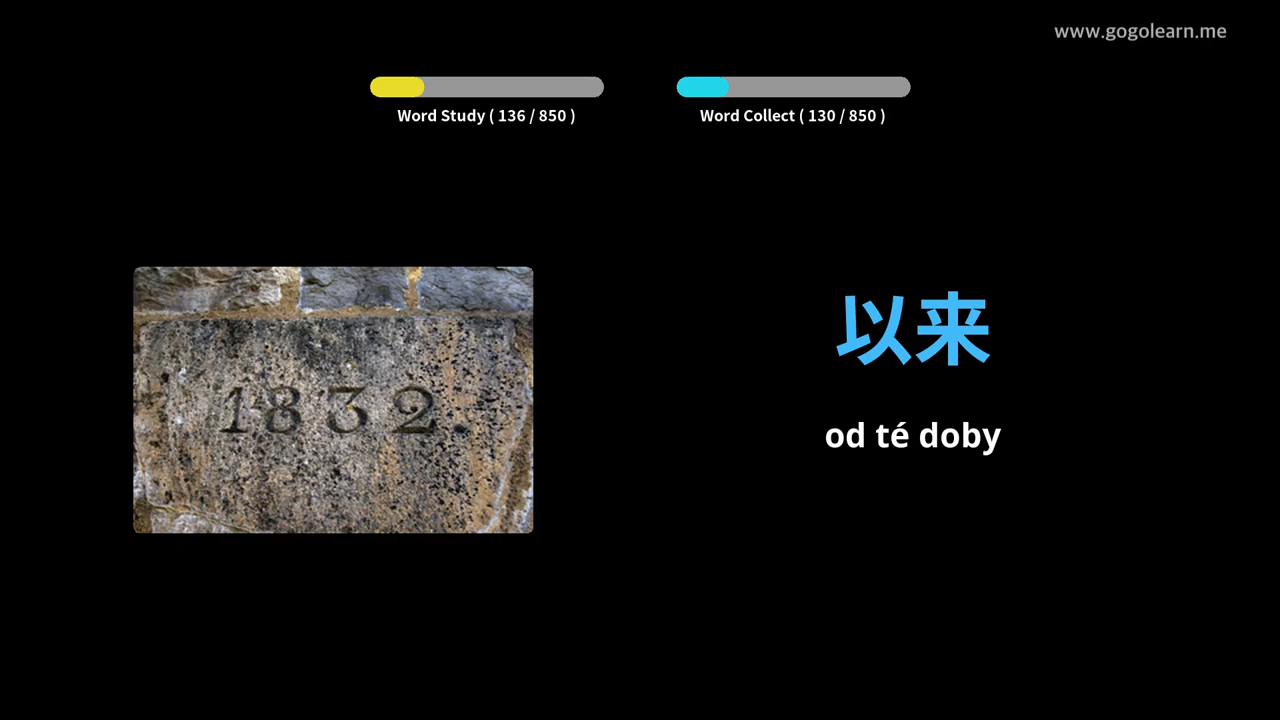 www.gogolearn.me
Word Study ( 136 / 850 )
Word Collect ( 130 / 850 )
1832.
以来
od té doby